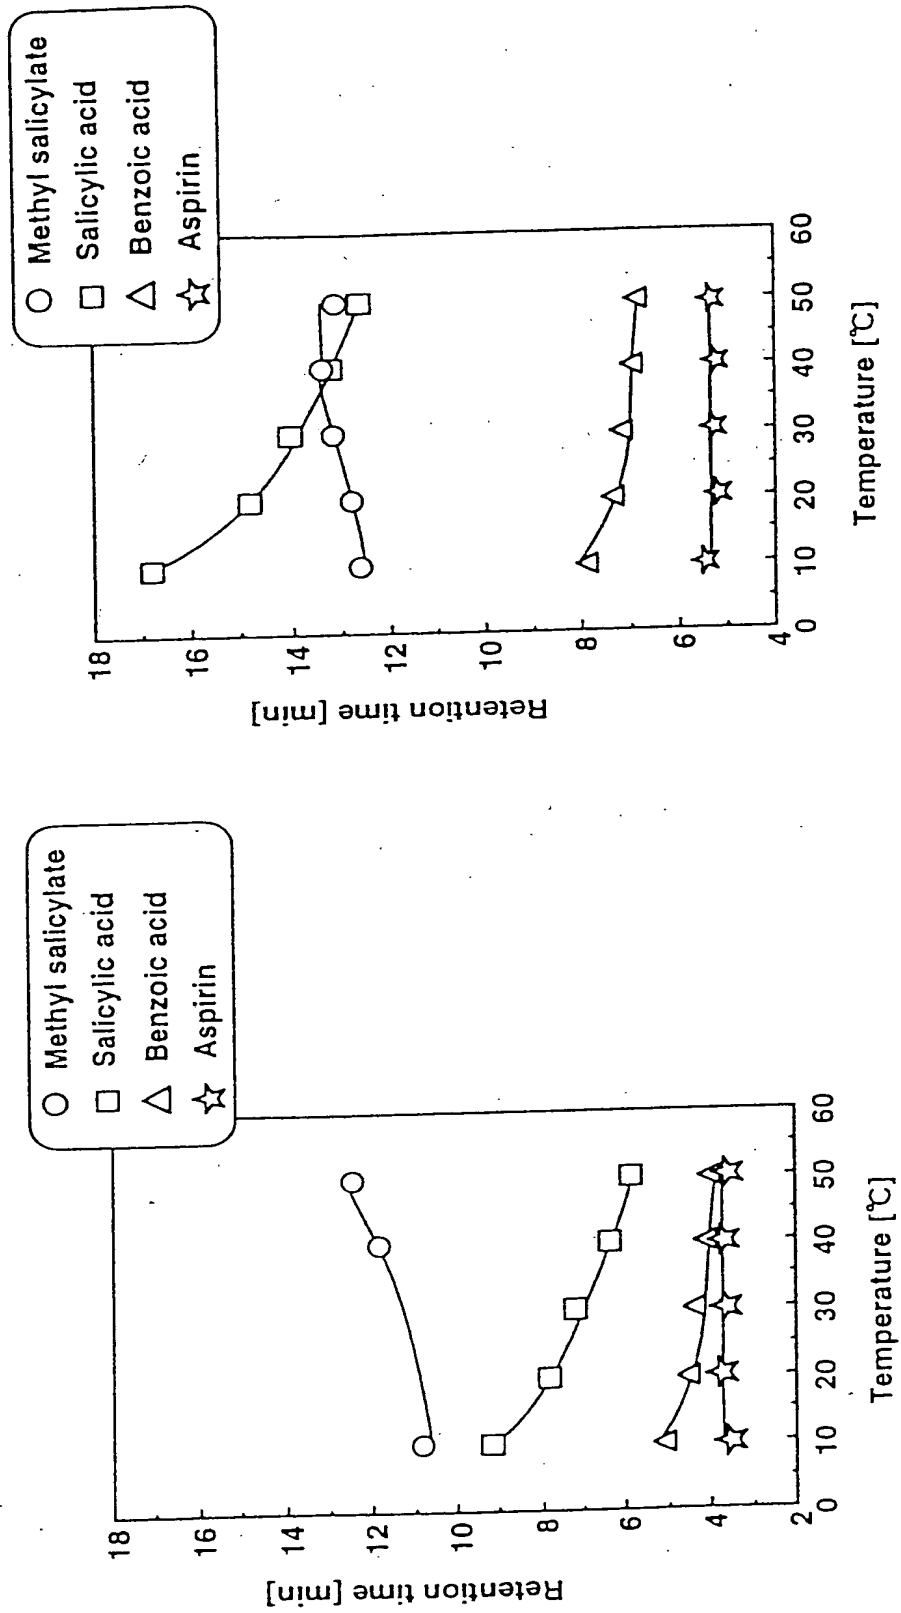 Methyl salicylate
Salicylic acid
Benzoic acid
Aspirin
Retention time [min]
18
16
14
12
10
8
6
4
2
0
10
20
30
40
50
60
Temperature [℃]
Methyl salicylate
Salicylic acid
Benzoic acid
Aspirin
Retention time [min]
18
16
14
12
10
8
6
4
0
10
20
30
40
50
60
Temperature [℃]